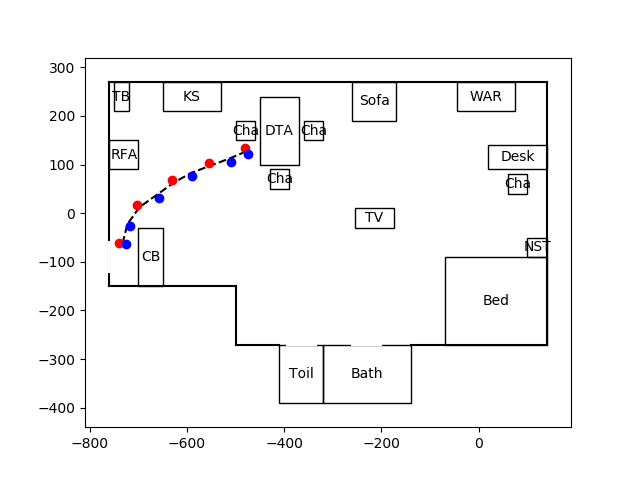 300
200
100
0
−100
−200
−300
−400
−800
−600
−400
−200
0
TB
KS
Sofa
WAR
Cha
DTA
Cha
RFA
Desk
Cha
Cha
TV
CB
NST
Bed
Toil
Bath